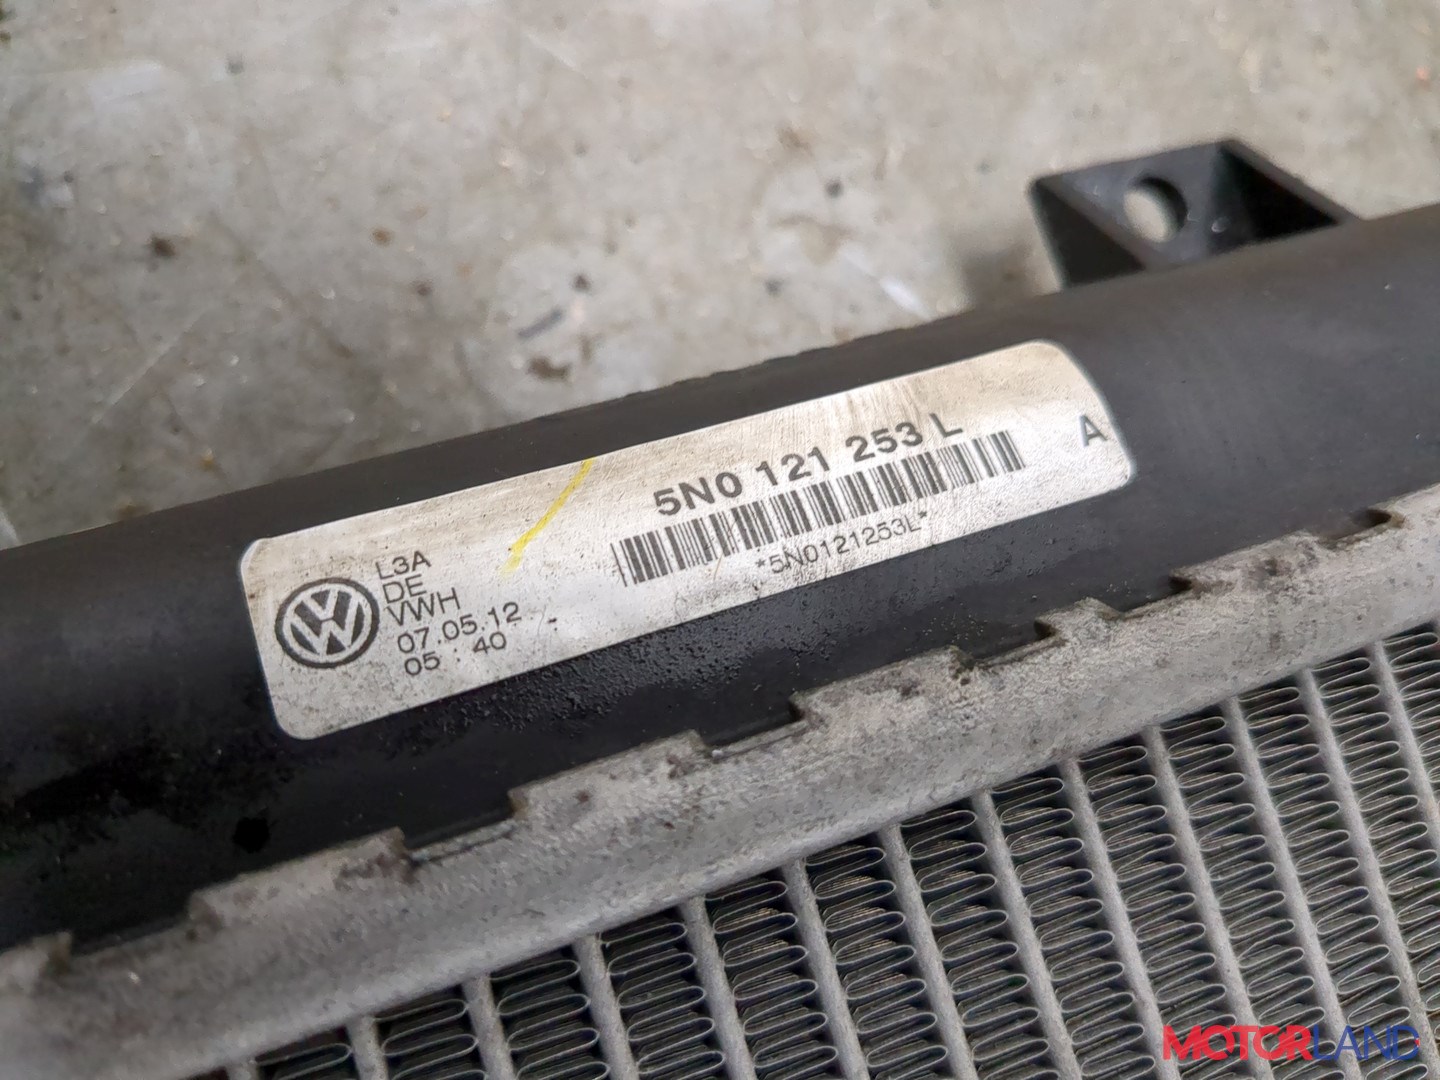 5N0 121 253 L
A
*5N0121253L*
L3A
DE
VWH
07.05.12
05 : 40 -
MOTORLAND